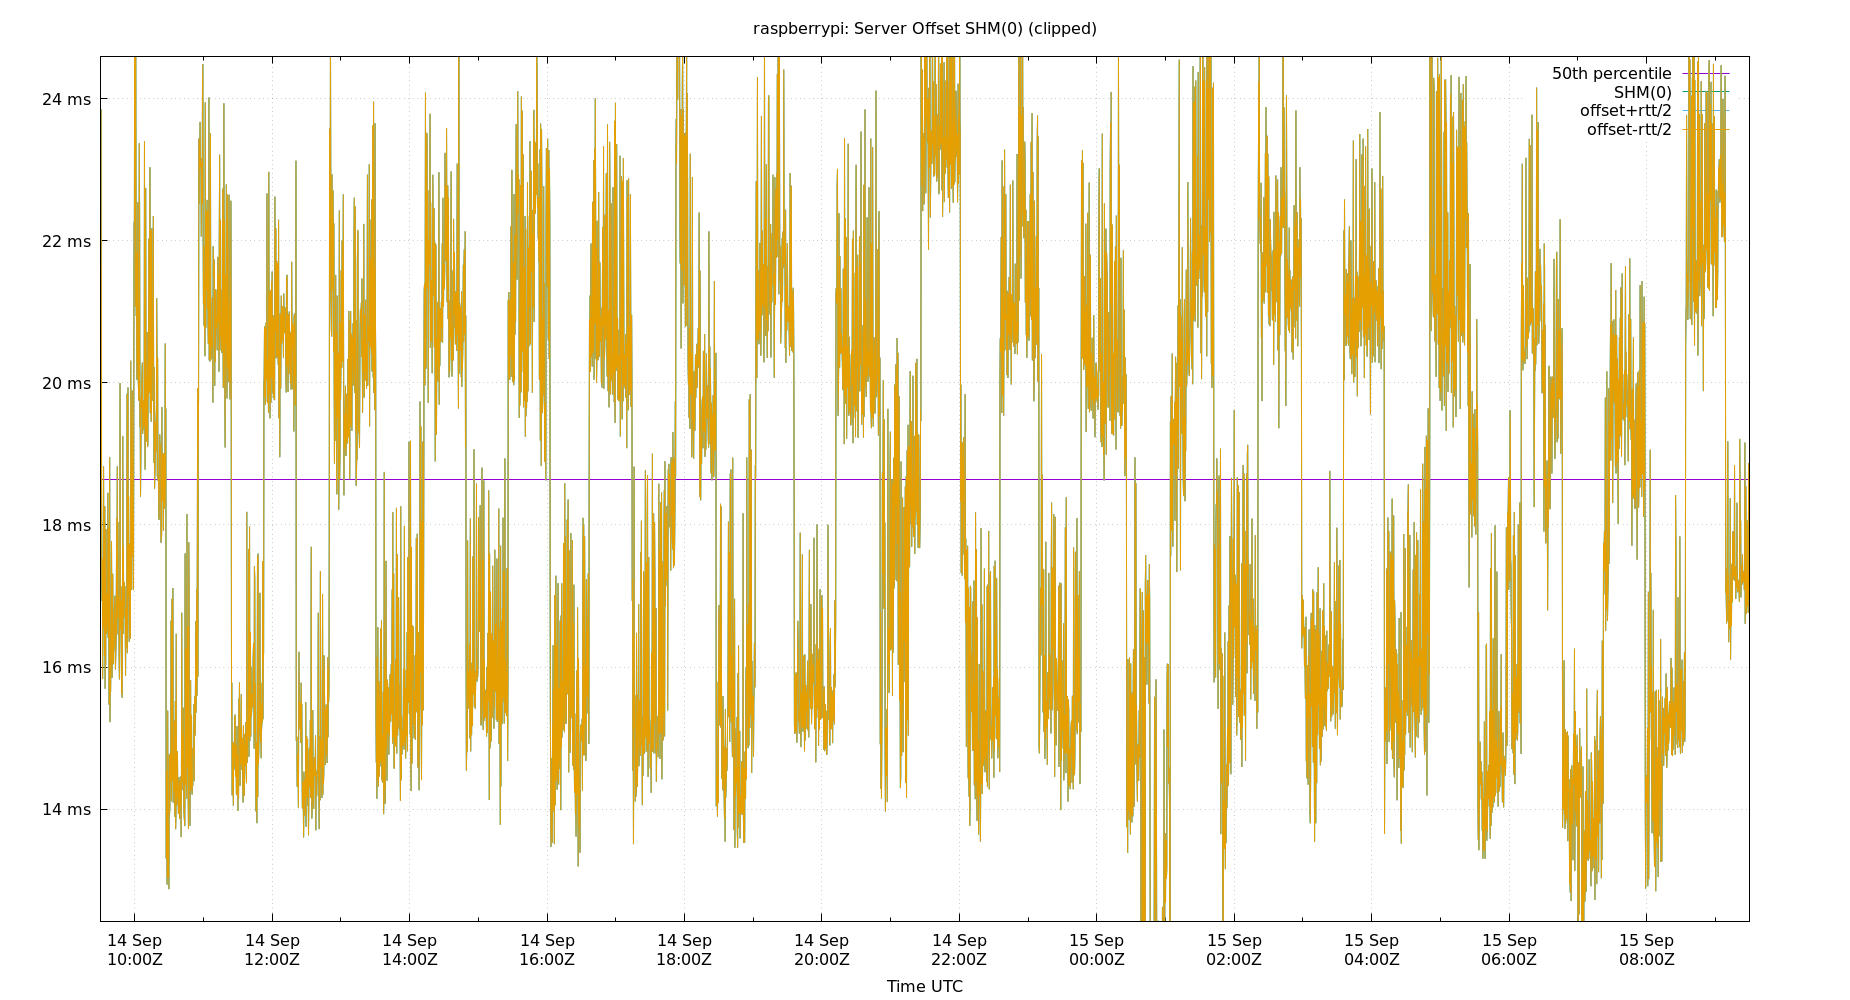 raspberrypi: Server Offset SHM(0) (clipped)
50th percentile
SHM(0)
offset+rtt/2
offset-rtt/2
24 ms
22 ms
20 ms
18 ms
16 ms
14 ms
14 Sep 14 Sep 14 Sep 14 Sep 14 Sep 14 Sep 14 Sep 15 Sep 15 Sep 15 Sep 15 Sep 15 Sep
10:00Z 12:00Z 14:00Z 16:00Z 18:00Z 20:00Z 22:00Z 00:00Z 02:00Z 04:00Z 06:00Z 08:00Z
Time UTC